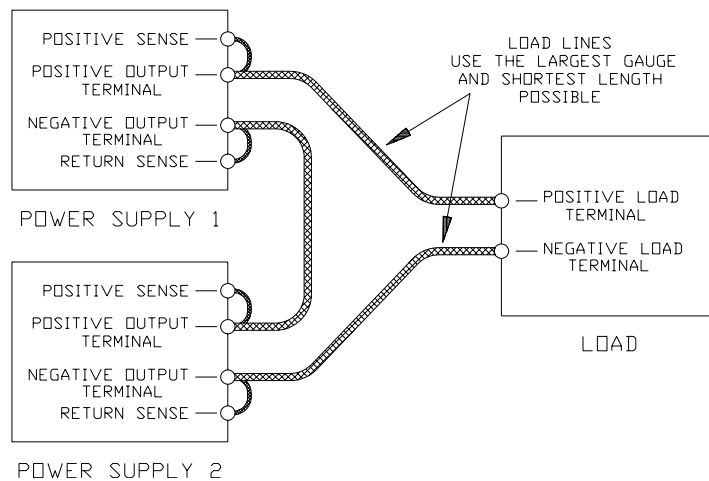 POSITIVE SENSE
POSITIVE OUTPUT
TERMINAL
NEGATIVE OUTPUT
TERMINAL
RETURN SENSE
POWER SUPPLY 1
LOAD LINES
USE THE LARGEST GAUGE
AND SHORTEST LENGTH
POSSIBLE
POSITIVE LOAD
TERMINAL
NEGATIVE LOAD
TERMINAL
LOAD
POSITIVE SENSE
POSITIVE OUTPUT
TERMINAL
NEGATIVE OUTPUT
TERMINAL
RETURN SENSE
POWER SUPPLY 2